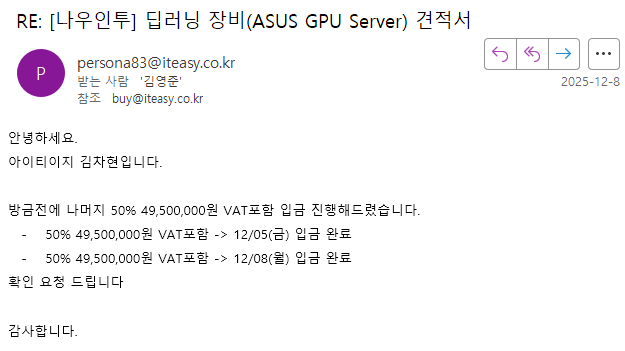 RE: [나우인투] 딥러닝 장비(ASUS GPU Server) 견적서
P
persona83@iteasy.co.kr
받는 사람 '김영준'
참조 buy@iteasy.co.kr
2025-12-8
안녕하세요.
아이티이지 김차현입니다.
방금전에 나머지 50% 49,500,000원 VAT포함 입금 진행해드렸습니다.
- 50% 49,500,000원 VAT포함 -> 12/05(금) 입금 완료
- 50% 49,500,000원 VAT포함 -> 12/08(월) 입금 완료
확인 요청 드립니다
감사합니다.